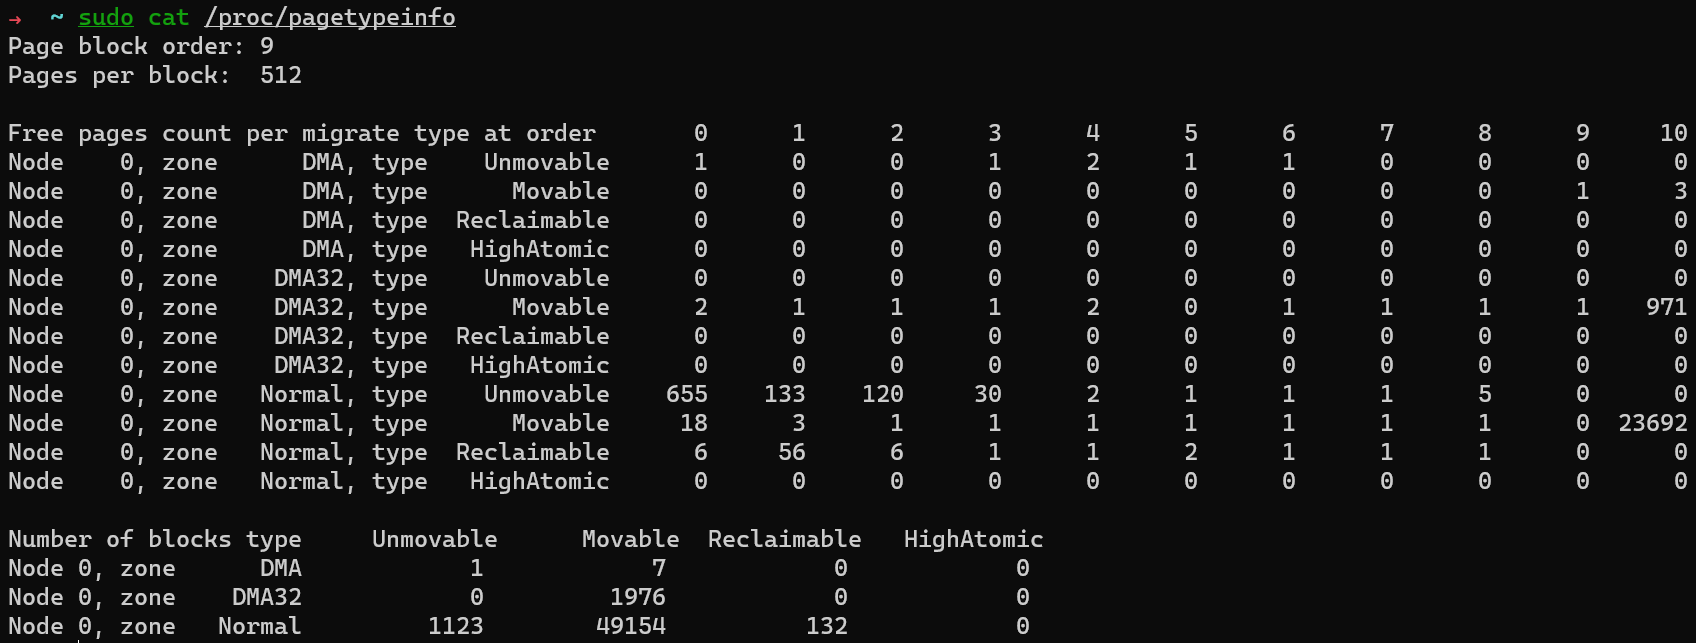 → ~ sudo cat /proc/pagetypeinfo
Page block order: 9
Pages per block:  512

Free pages count per migrate type at order       0      1      2      3      4      5      6      7      8      9     10
Node    0, zone      DMA, type    Unmovable      1      0      0      1      2      1      1      0      0      0      0
Node    0, zone      DMA, type      Movable      0      0      0      0      0      0      0      0      0      1      3
Node    0, zone      DMA, type  Reclaimable      0      0      0      0      0      0      0      0      0      0      0
Node    0, zone      DMA, type   HighAtomic      0      0      0      0      0      0      0      0      0      0      0
Node    0, zone    DMA32, type    Unmovable      0      0      0      0      0      0      0      0      0      0      0
Node    0, zone    DMA32, type      Movable      2      1      1      1      2      0      1      1      1      1    971
Node    0, zone    DMA32, type  Reclaimable      0      0      0      0      0      0      0      0      0      0      0
Node    0, zone    DMA32, type   HighAtomic      0      0      0      0      0      0      0      0      0      0      0
Node    0, zone   Normal, type    Unmovable    655    133    120     30      2      1      1      1      5      0      0
Node    0, zone   Normal, type      Movable     18      3      1      1      1      1      1      1      1      0  23692
Node    0, zone   Normal, type  Reclaimable      6     56      6      1      1      2      1      1      1      0      0
Node    0, zone   Normal, type   HighAtomic      0      0      0      0      0      0      0      0      0      0      0

Number of blocks type     Unmovable      Movable  Reclaimable   HighAtomic
Node 0, zone      DMA            1            7            0            0
Node 0, zone    DMA32            0         1976            0            0
Node 0, zone   Normal         1123        49154          132            0